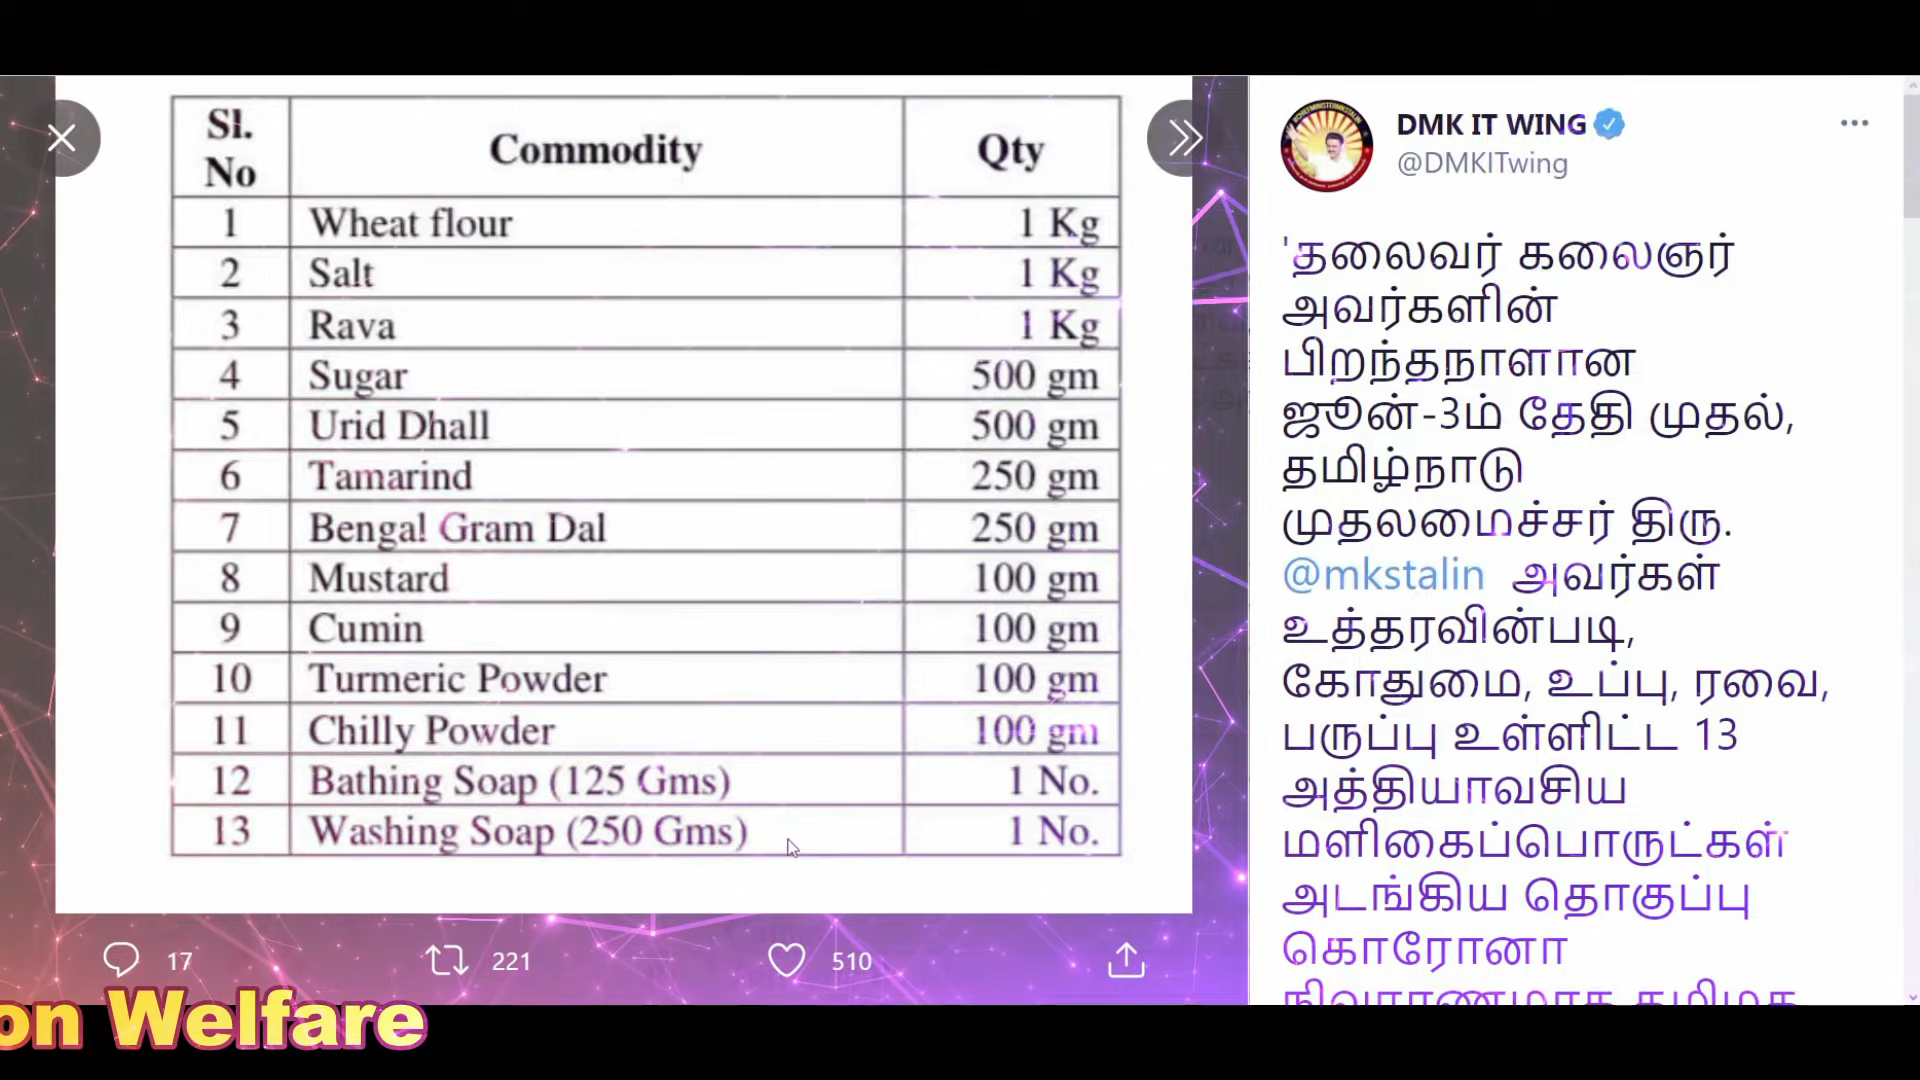 Sl. No Commodity Qty
1 Wheat flour 1 Kg
2 Salt 1 Kg
3 Rava 1 Kg
4 Sugar 500 gm
5 Urid Dhall 500 gm
6 Tamarind 250 gm
7 Bengal Gram Dal 250 gm
8 Mustard 100 gm
9 Cumin 100 gm
10 Turmeric Powder 100 gm
11 Chilly Powder 100 gm
12 Bathing Soap (125 Gms) 1 No.
13 Washing Soap (250 Gms) 1 No.
17 221 510
DMK IT WING
@DMKITwing
'தலைவர் கலைஞர்
அவர்களின்
பிறந்தநாளான
ஜூன்-3ம் தேதி முதல்,
தமிழ்நாடு
முதலமைச்சர் திரு.
@mkstalin அவர்கள்
உத்தரவின்படி,
கோதுமை, உப்பு, ரவை,
பருப்பு உள்ளிட்ட 13
அத்தியாவசிய
மளிகைப்பொருட்கள்
அடங்கிய தொகுப்பு
கொரோனா
on Welfare